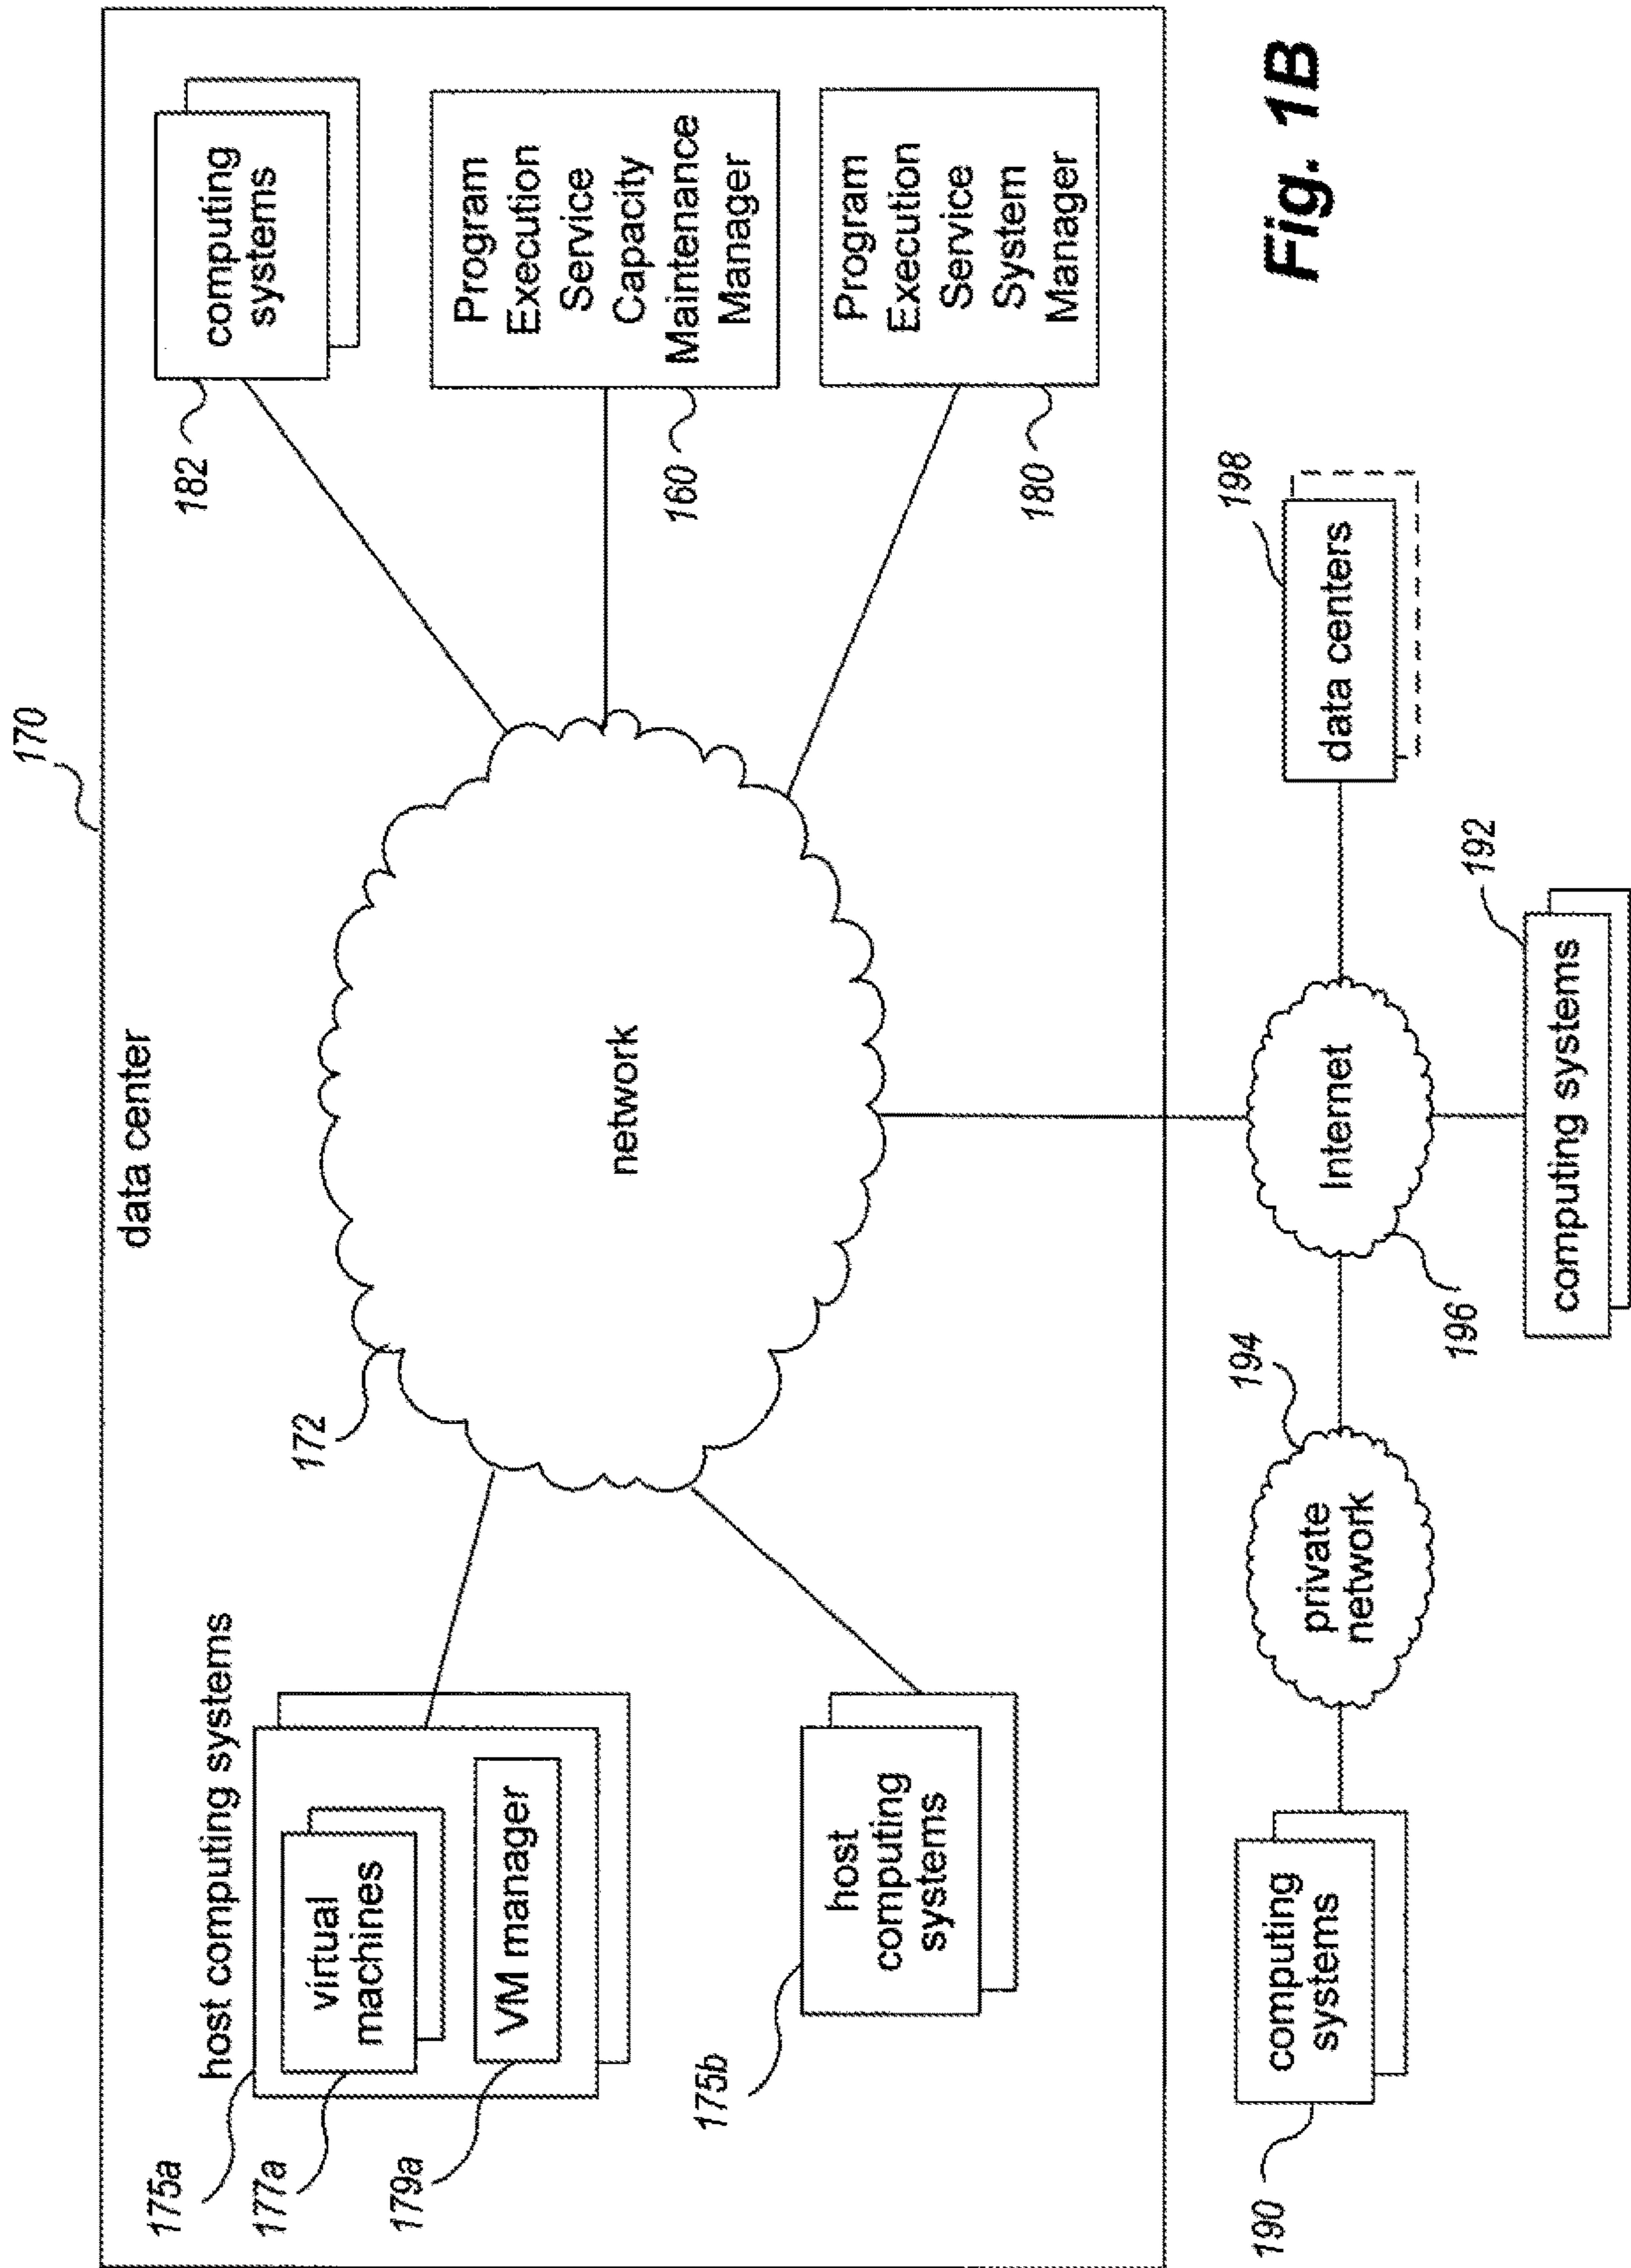 170
data center
host computing systems
175a
virtual
machines
177a
VM manager
179a
172
network
computing
systems
182
Program
Execution
Service
Capacity
Maintenance
Manager
160
host
computing
systems
175b
Program
Execution
Service
System
Manager
180
computing
systems
190
private
network
194
Internet
196
data centers
198
computing systems
192
Fig. 1B